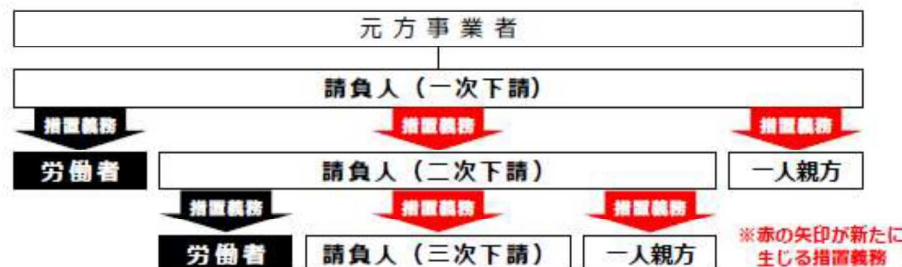 元方事業者
請負人（一次下請）
措置義務 措置義務 措置義務
労働者 請負人（二次下請） 一人親方
措置義務 措置義務 措置義務
※赤の矢印が新たに
生じる措置義務
労働者 請負人（三次下請） 一人親方